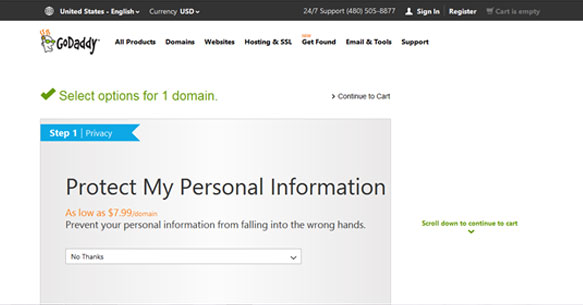 United States - English Currency USD 24/7 Support (480) 505-8877 Sign In Register Cart is empty
GoDaddy All Products Domains Websites Hosting & SSL NEW Get Found Email & Tools Support
Select options for 1 domain. Continue to Cart
Step 1 | Privacy
Protect My Personal Information
As low as $7.99/domain
Prevent your personal information from falling into the wrong hands.
Scroll down to continue to cart
No Thanks